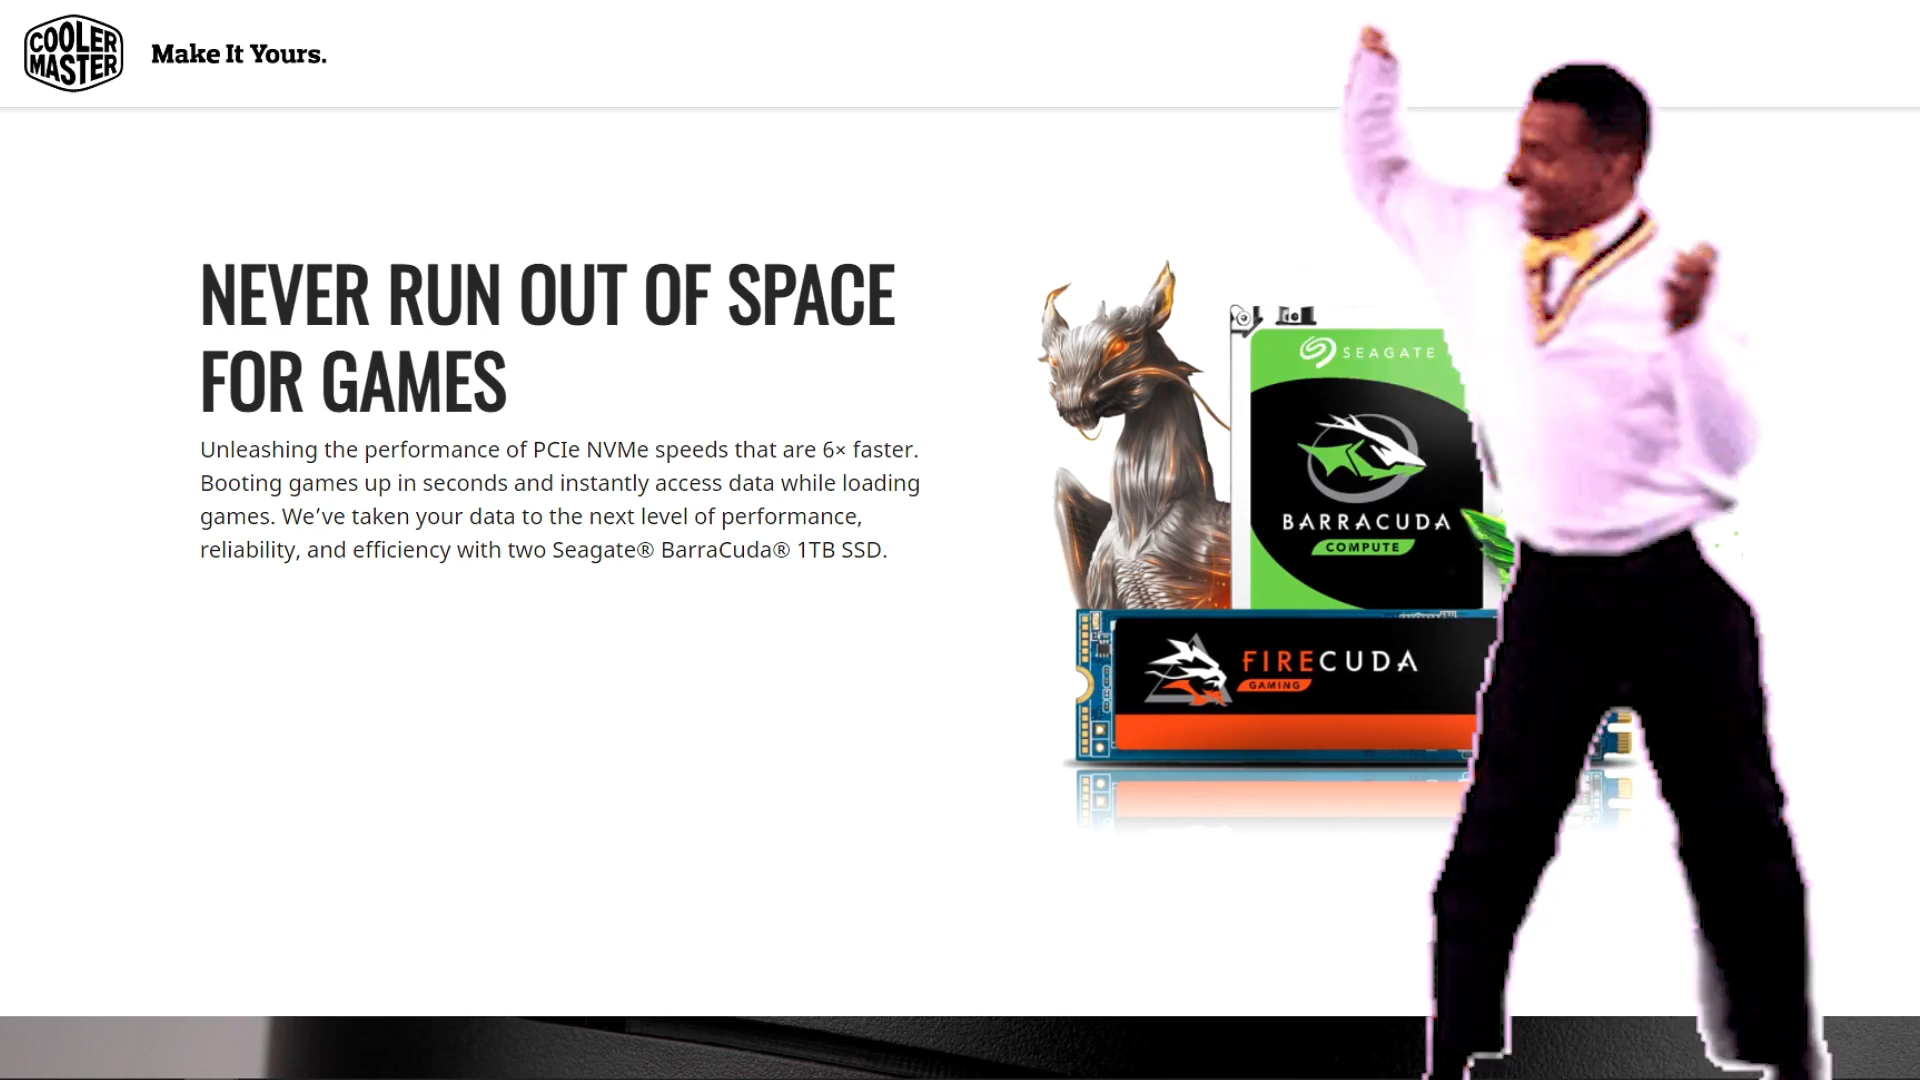 COOLER
MASTER
Make It Yours.
NEVER RUN OUT OF SPACE
FOR GAMES
Unleashing the performance of PCIe NVMe speeds that are 6× faster.
Booting games up in seconds and instantly access data while loading
games. We’ve taken your data to the next level of performance,
reliability, and efficiency with two Seagate® BarraCuda® 1TB SSD.
SEAGATE
BARRACUDA
COMPUTE
FIRECUDA
GAMING